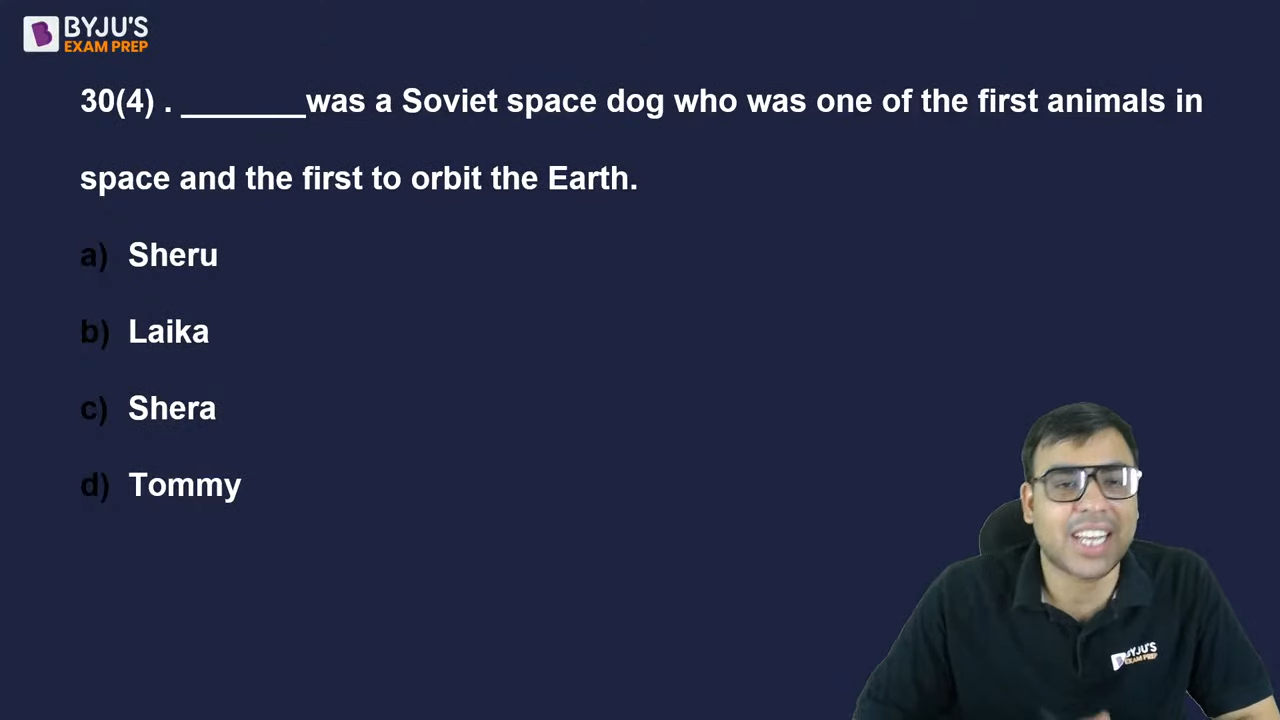 BYJU'S
EXAM PREP
30(4) . _______was a Soviet space dog who was one of the first animals in
space and the first to orbit the Earth.
a) Sheru
b) Laika
c) Shera
d) Tommy
BYJU'S
EXAM PREP